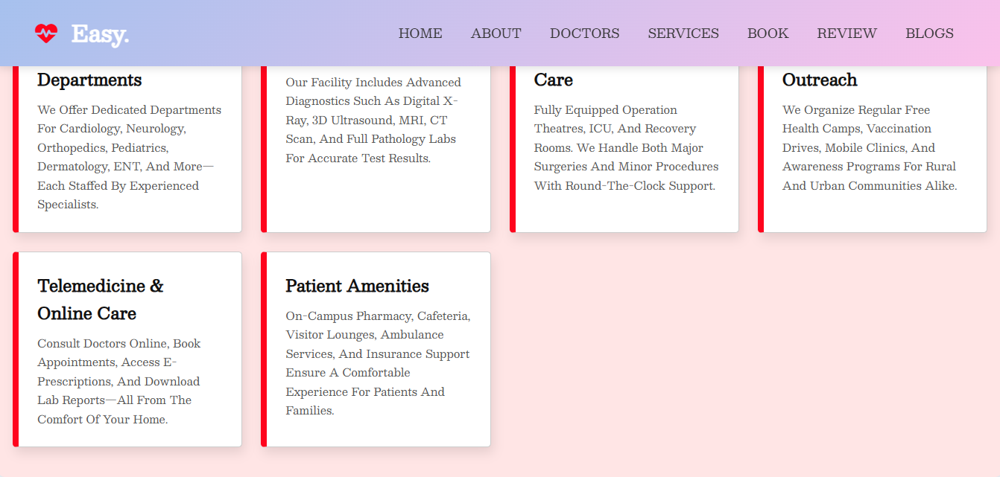 Easy.
HOME ABOUT DOCTORS SERVICES BOOK REVIEW BLOGS
Departments
We Offer Dedicated Departments
For Cardiology, Neurology,
Orthopedics, Pediatrics,
Dermatology, ENT, And More—
Each Staffed By Experienced
Specialists.
Our Facility Includes Advanced
Diagnostics Such As Digital X-
Ray, 3D Ultrasound, MRI, CT
Scan, And Full Pathology Labs
For Accurate Test Results.
Care
Fully Equipped Operation
Theatres, ICU, And Recovery
Rooms. We Handle Both Major
Surgeries And Minor Procedures
With Round-The-Clock Support.
Outreach
We Organize Regular Free
Health Camps, Vaccination
Drives, Mobile Clinics, And
Awareness Programs For Rural
And Urban Communities Alike.
Telemedicine &
Online Care
Consult Doctors Online, Book
Appointments, Access E-
Prescriptions, And Download
Lab Reports—All From The
Comfort Of Your Home.
Patient Amenities
On-Campus Pharmacy, Cafeteria,
Visitor Lounges, Ambulance
Services, And Insurance Support
Ensure A Comfortable
Experience For Patients And
Families.